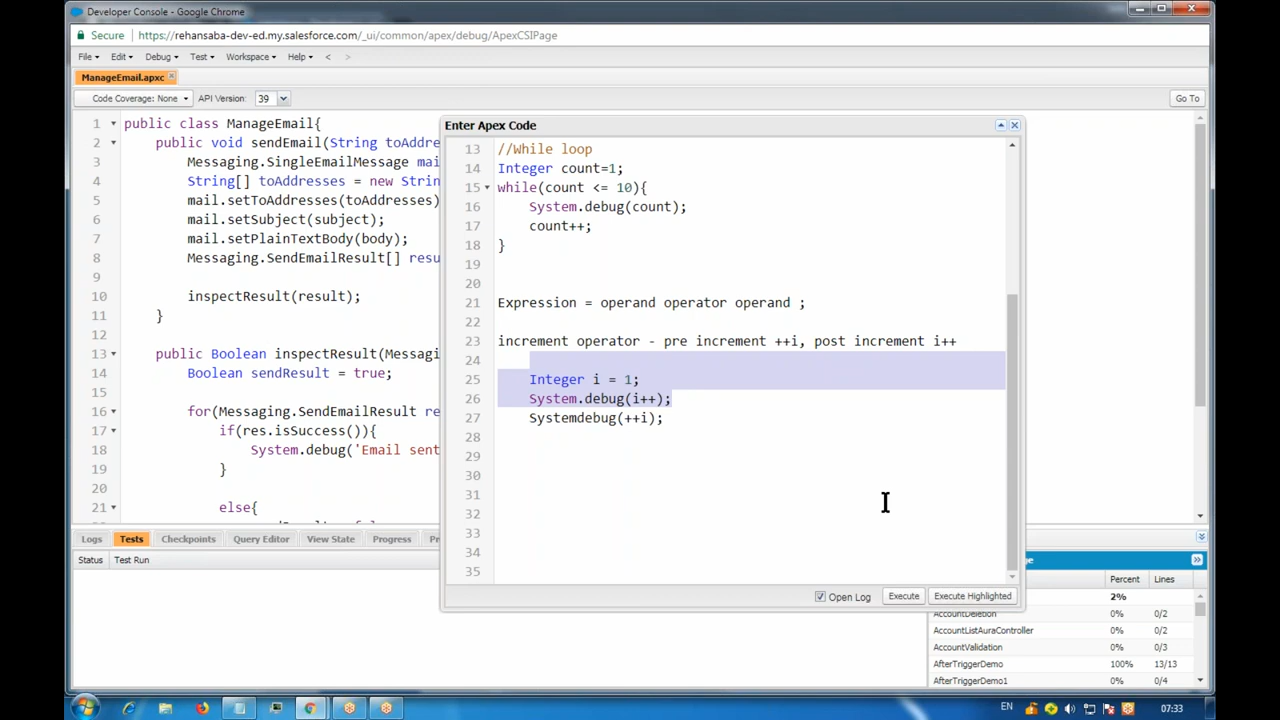 Developer Console - Google Chrome
Secure https://rehansaba-dev-ed.my.salesforce.com/_ui/common/apex/debug/ApexCSIPage
File Edit Debug Test Workspace Help < >
ManageEmail.apxc
Code Coverage: None API Version: 39 Go To
1 public class ManageEmail{
2 public void sendEmail(String toAddre
3 Messaging.SingleEmailMessage mai
4 String[] toAddresses = new Strin
5 mail.setToAddresses(toAddresses)
6 mail.setSubject(subject);
7 mail.setPlainTextBody(body);
8 Messaging.SendEmailResult[] resu
9
10 inspectResult(result);
11 }
12
13 public Boolean inspectResult(Messagi
14 Boolean sendResult = true;
15
16 for(Messaging.SendEmailResult re
17 if(res.isSuccess()){
18 System.debug('Email sent
19 }
20
21 else{
Enter Apex Code
13 //While loop
14 Integer count=1;
15 while(count <= 10){
16 System.debug(count);
17 count++;
18 }
19
20
21 Expression = operand operator operand ;
22
23 increment operator - pre increment ++i, post increment i++
24
25 Integer i = 1;
26 System.debug(i++);
27 Systemdebug(++i);
28
29
30
31
32
33
34
35
Open Log Execute Execute Highlighted
Logs Tests Checkpoints Query Editor View State Progress Pr
Status Test Run
Percent Lines
2%
AccountDeletion 0% 0/2
AccountListAuraController 0% 0/2
AccountValidation 0% 0/3
AfterTriggerDemo 100% 13/13
AfterTriggerDemo1 0% 0/4
EN 07:33